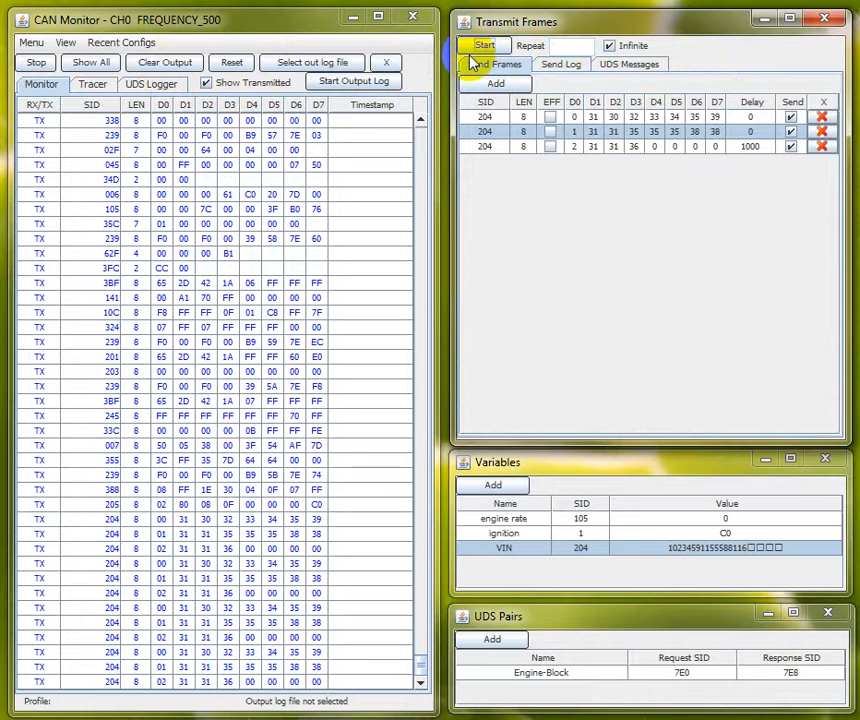 CAN Monitor - CH0 FREQUENCY_500
Menu View Recent Configs
Stop Show All Clear Output Reset Select out log file X
Monitor Tracer UDS Logger Show Transmitted Start Output Log
RX/TX SID LEN D0 D1 D2 D3 D4 D5 D6 D7 Timestamp
TX 338 8 00 00 00 00 00 00 00 00
TX 239 8 F0 00 F0 00 B9 57 7E 03
TX 02F 7 00 00 64 00 04 00 00
TX 045 8 00 FF 00 00 00 00 07 50
TX 34D 2 00 00
TX 006 8 00 00 00 61 C0 20 7D 00
TX 105 8 00 7C 00 00 3F B0 76
TX 35C 7 01 00 00 00 00 00 00
TX 239 8 F0 00 F0 00 39 58 7E 60
TX 62F 4 00 00 00 B1
TX 3FC 2 CC 00
TX 3BF 8 65 2D 42 1A 06 FF FF FF
TX 141 8 00 A1 70 FF 00 00 00 00
TX 10C 8 F8 FF FF 0F 01 C8 FF 7F
TX 324 8 07 FF 07 FF FF FF 00 00
TX 239 8 F0 00 F0 00 B9 59 7E EC
TX 201 8 65 2D 42 1A FF FF 60 E0
TX 239 8 F0 00 F0 00 39 5A 7E F8
TX 3BF 8 65 2D 42 1A 07 FF FF FF
TX 245 8 FF FF FF FF FF FF 70 FF
TX 33C 8 00 00 00 00 0B FF FF FE
TX 007 8 50 05 38 00 3F 54 AF 7D
TX 355 8 3C FF 35 7D 64 64 00 00
TX 239 8 F0 00 F0 00 B9 5B 7E 74
TX 388 8 08 FF 1E 30 04 0F 07 FF
TX 205 8 02 80 08 0F 00 00 00 C0
TX 204 8 00 31 30 32 33 34 35 39
TX 204 8 01 31 31 35 35 35 38 38
TX 204 8 02 31 31 36 00 00 00 00
TX 204 8 00 31 30 32 33 34 35 39
TX 204 8 01 31 31 35 35 35 38 38
TX 204 8 02 31 31 36 00 00 00 00
TX 204 8 00 31 30 32 33 34 35 39
TX 204 8 01 31 31 35 35 35 38 38
TX 204 8 02 31 31 36 00 00 00 00
TX 204 8 00 31 30 32 33 34 35 39
TX 204 8 01 31 31 35 35 35 38 38
TX 204 8 02 31 31 36 00 00 00 00
Profile: Output log file not selected
Transmit Frames
Start Repeat Infinite
Frames Send Log UDS Messages
Add
SID LEN EFF D0 D1 D2 D3 D4 D5 D6 D7 Delay Send X
204 8 0 31 30 32 33 34 35 39 0
204 8 1 31 31 35 35 35 38 38 0
204 8 2 31 31 36 0 0 0 0 1000
Variables
Add
Name SID Value
engine rate 105 0
ignition 1 C0
VIN 204 10234591155588116□□□□
UDS Pairs
Add
Name Request SID Response SID
Engine-Block 7E0 7E8